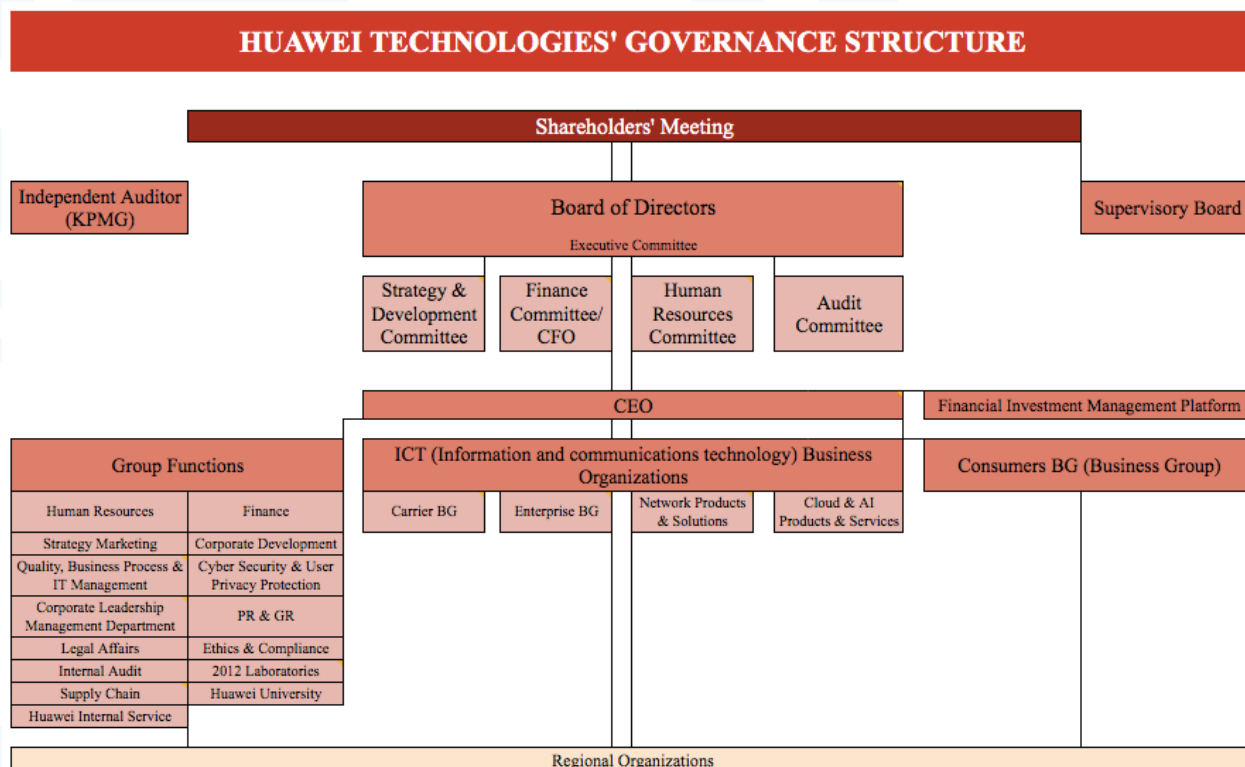 HUAWEI TECHNOLOGIES' GOVERNANCE STRUCTURE
Shareholders' Meeting
Independent Auditor
(KPMG)
Board of Directors
Executive Committee
Supervisory Board
Strategy &
Development
Committee
Finance
Committee/
CFO
Human
Resources
Committee
Audit
Committee
CEO
Financial Investment Management Platform
Group Functions
ICT (Information and communications technology) Business
Organizations
Consumers BG (Business Group)
Human Resources
Finance
Carrier BG
Enterprise BG
Network Products
& Solutions
Cloud & AI
Products & Services
Strategy Marketing
Corporate Development
Quality, Business Process &
IT Management
Cyber Security & User
Privacy Protection
Corporate Leadership
Management Department
PR & GR
Legal Affairs
Ethics & Compliance
Internal Audit
2012 Laboratories
Supply Chain
Huawei University
Huawei Internal Service
Regional Organizations